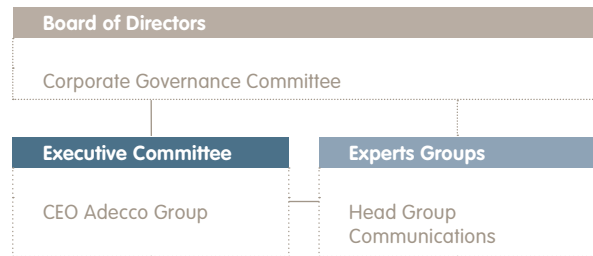 Board of Directors
Corporate Governance Committee
Executive Committee
Experts Groups
CEO Adecco Group
Head Group
Communications